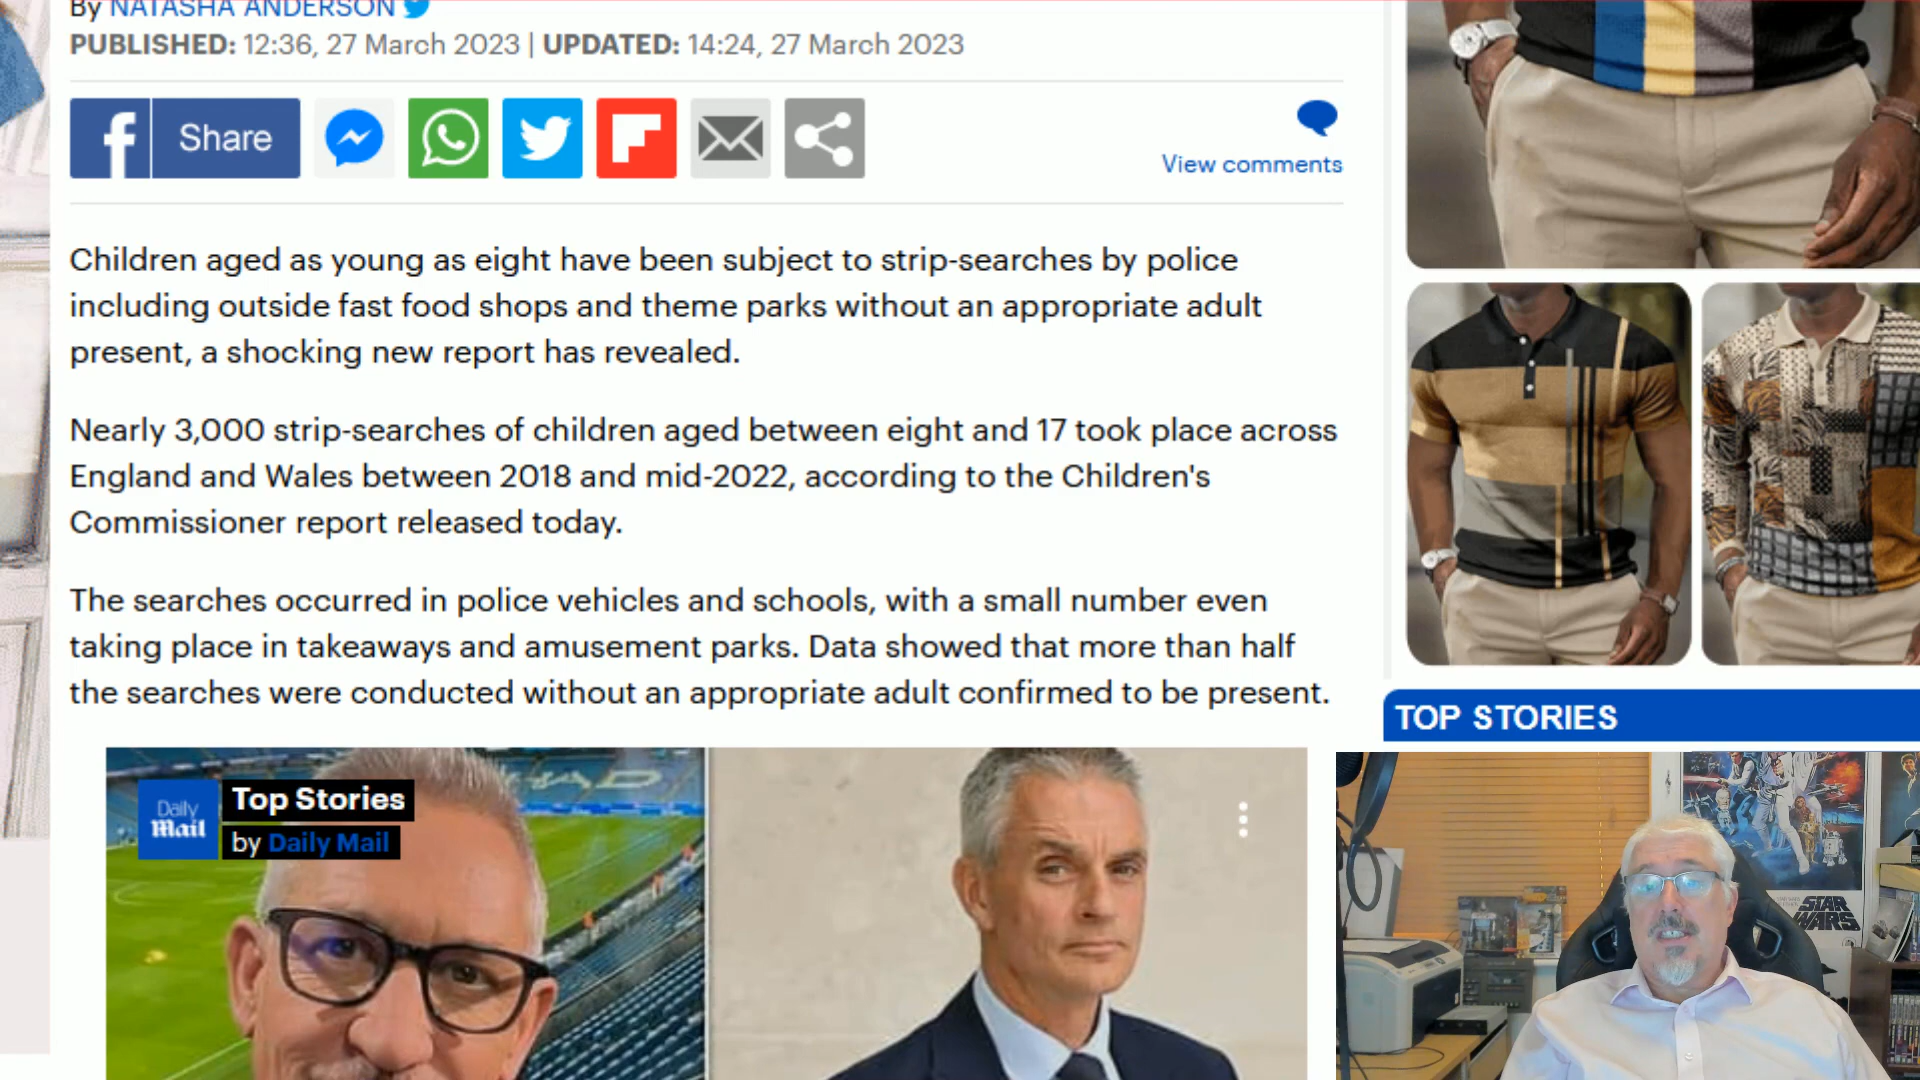 By NATASHA ANDERSON
PUBLISHED: 12:36, 27 March 2023 | UPDATED: 14:24, 27 March 2023
f Share
View comments
Children aged as young as eight have been subject to strip-searches by police
including outside fast food shops and theme parks without an appropriate adult
present, a shocking new report has revealed.
Nearly 3,000 strip-searches of children aged between eight and 17 took place across
England and Wales between 2018 and mid-2022, according to the Children's
Commissioner report released today.
The searches occurred in police vehicles and schools, with a small number even
taking place in takeaways and amusement parks. Data showed that more than half
the searches were conducted without an appropriate adult confirmed to be present.
TOP STORIES
Daily
Mail
Top Stories
by Daily Mail
STAR
WARS